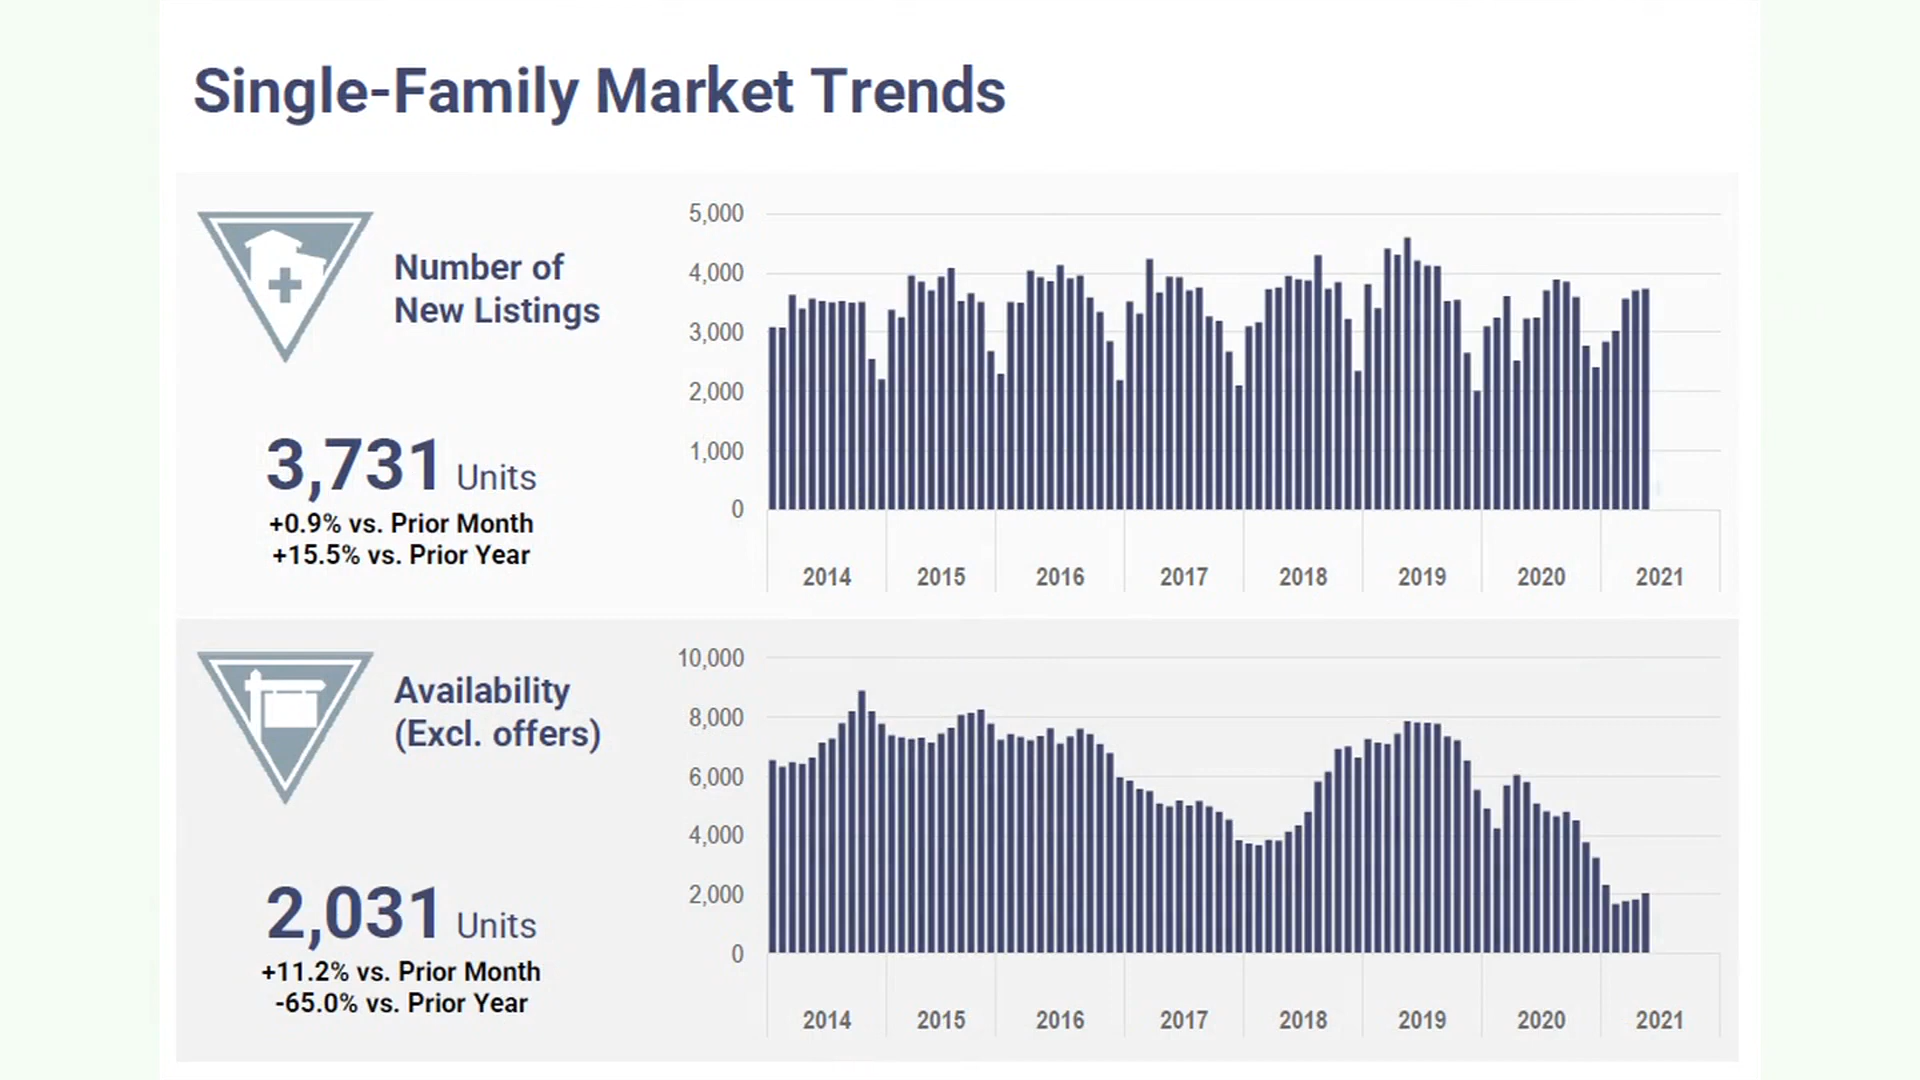 Single-Family Market Trends
Number of
New Listings
3,731 Units
+0.9% vs. Prior Month
+15.5% vs. Prior Year
5,000
4,000
3,000
2,000
1,000
0
2014 2015 2016 2017 2018 2019 2020 2021
Availability
(Excl. offers)
2,031 Units
+11.2% vs. Prior Month
-65.0% vs. Prior Year
10,000
8,000
6,000
4,000
2,000
0
2014 2015 2016 2017 2018 2019 2020 2021